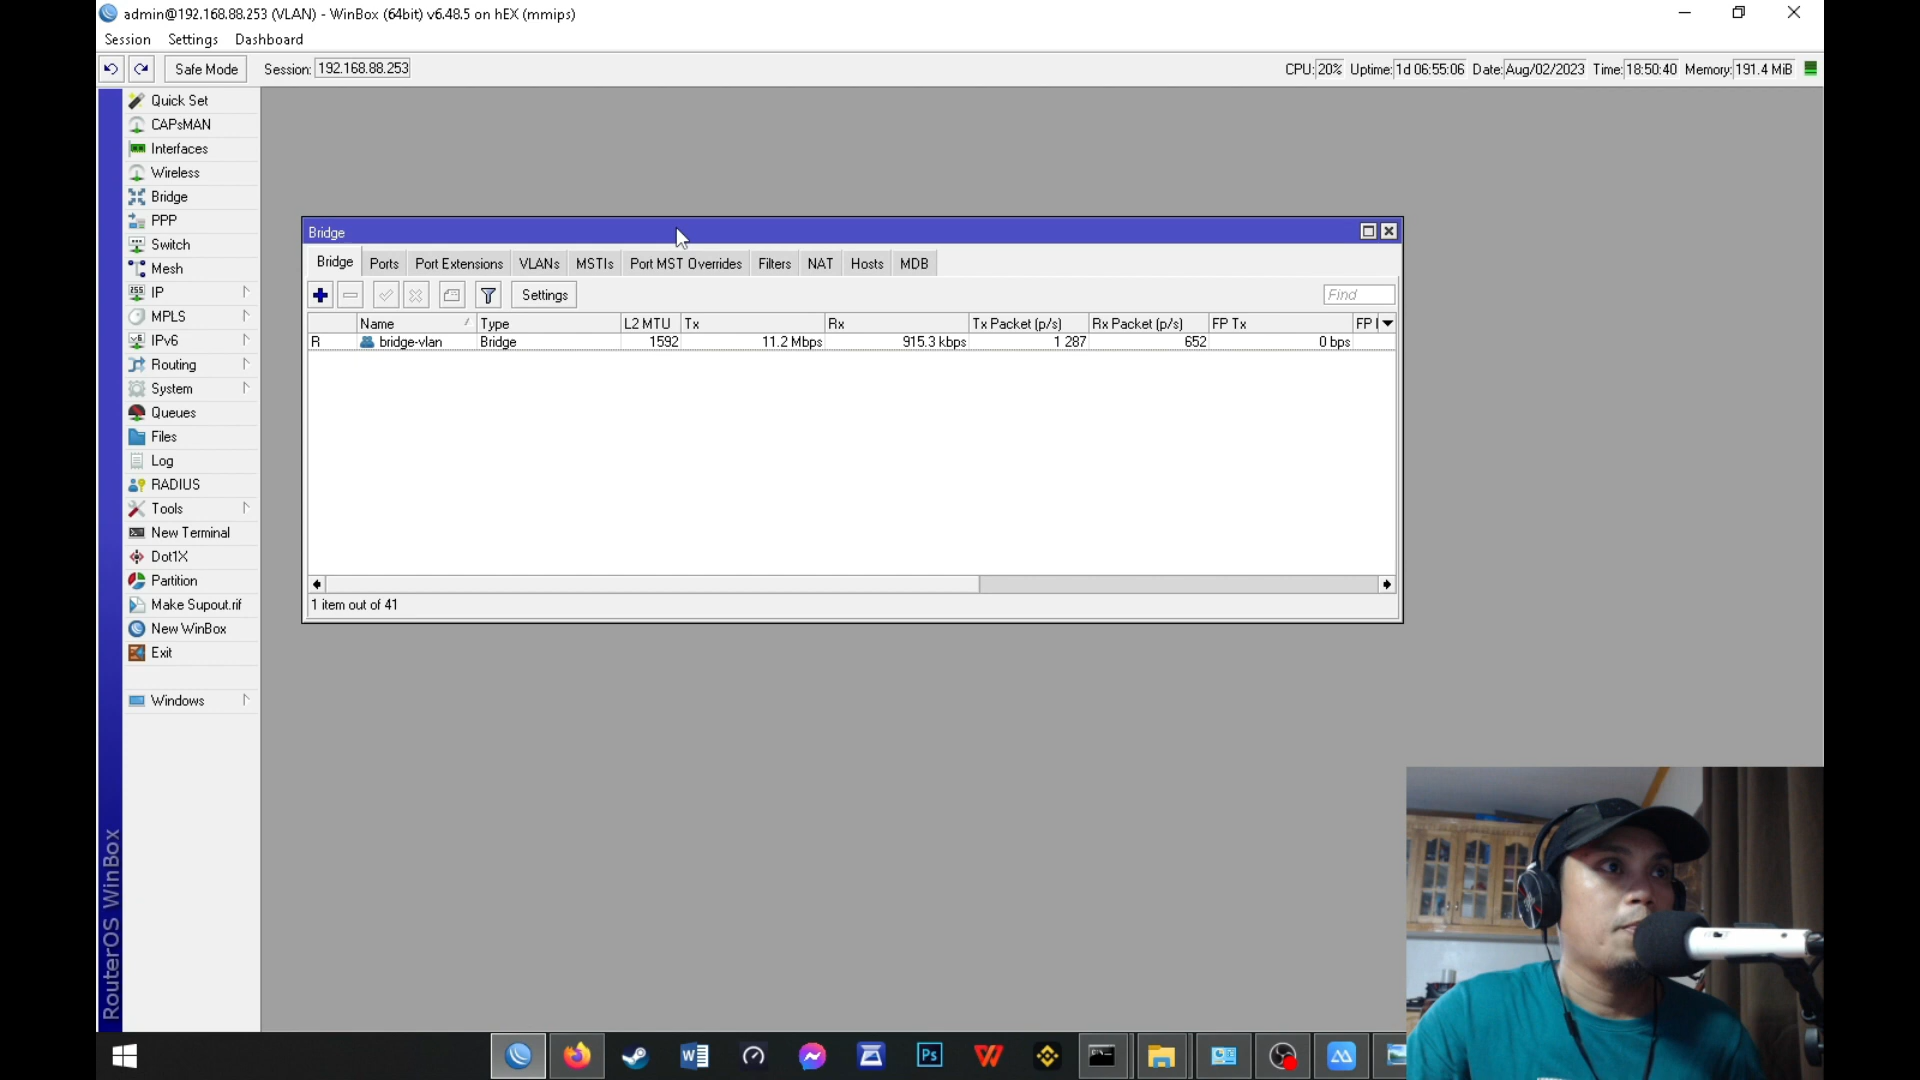 admin@192.168.88.253 (VLAN) - WinBox (64bit) v6.48.5 on hEX (mmips)
Session Settings Dashboard
Safe Mode Session: 192.168.88.253 CPU: 20% Uptime: 1d 06:55:06 Date: Aug/02/2023 Time: 18:50:40 Memory: 191.4 MiB
Quick Set
CAPsMAN
Interfaces
Wireless
Bridge
PPP
Switch
Mesh
IP
MPLS
IPv6
Routing
System
Queues
Files
Log
RADIUS
Tools
New Terminal
Dot1X
Partition
Make Supout.rif
New WinBox
Exit
Windows
RouterOS WinBox
Bridge
Bridge Ports Port Extensions VLANs MSTIs Port MST Overrides Filters NAT Hosts MDB
Settings Find
Name Type L2 MTU Tx Rx Tx Packet (p/s) Rx Packet (p/s) FP Tx FP
R bridge-vlan Bridge 1592 11.2 Mbps 915.3 kbps 1 287 652 0 bps
1 item out of 41
W Ps